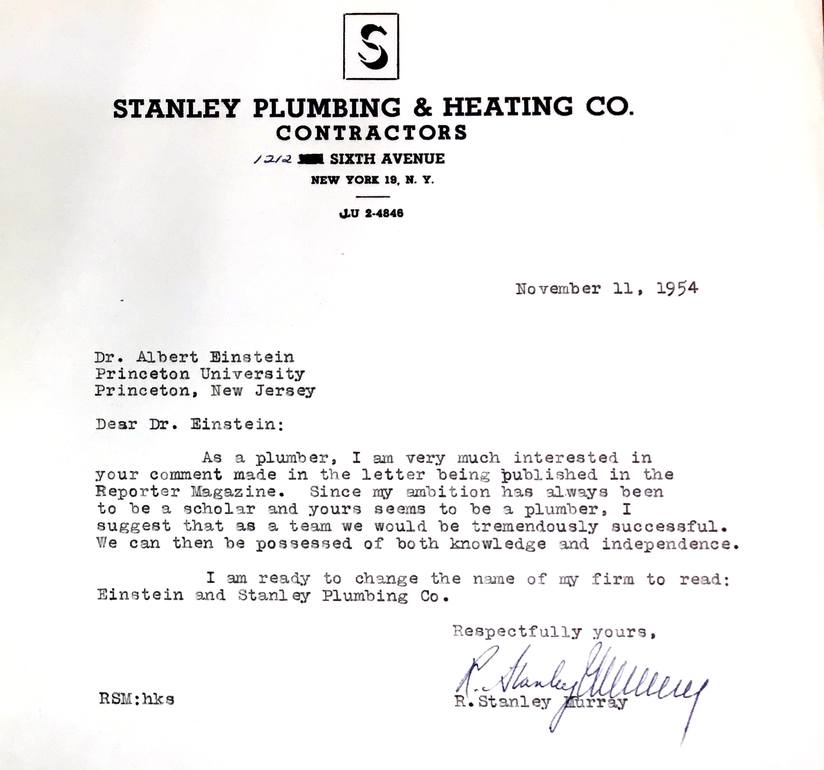 S
STANLEY PLUMBING & HEATING CO.
CONTRACTORS
1212 SIXTH AVENUE
NEW YORK 19, N. Y.
JU 2-4846
November 11, 1954
Dr. Albert Einstein
Princeton University
Princeton, New Jersey
Dear Dr. Einstein:
As a plumber, I am very much interested in
your comment made in the letter being published in the
Reporter Magazine. Since my ambition has always been
to be a scholar and yours seems to be a plumber, I
suggest that as a team we would be tremendously successful.
We can then be possessed of both knowledge and independence.
I am ready to change the name of my firm to read:
Einstein and Stanley Plumbing Co.
Respectfully yours,
R. Stanley Murray
RSM:hks
R.Stanley Murray